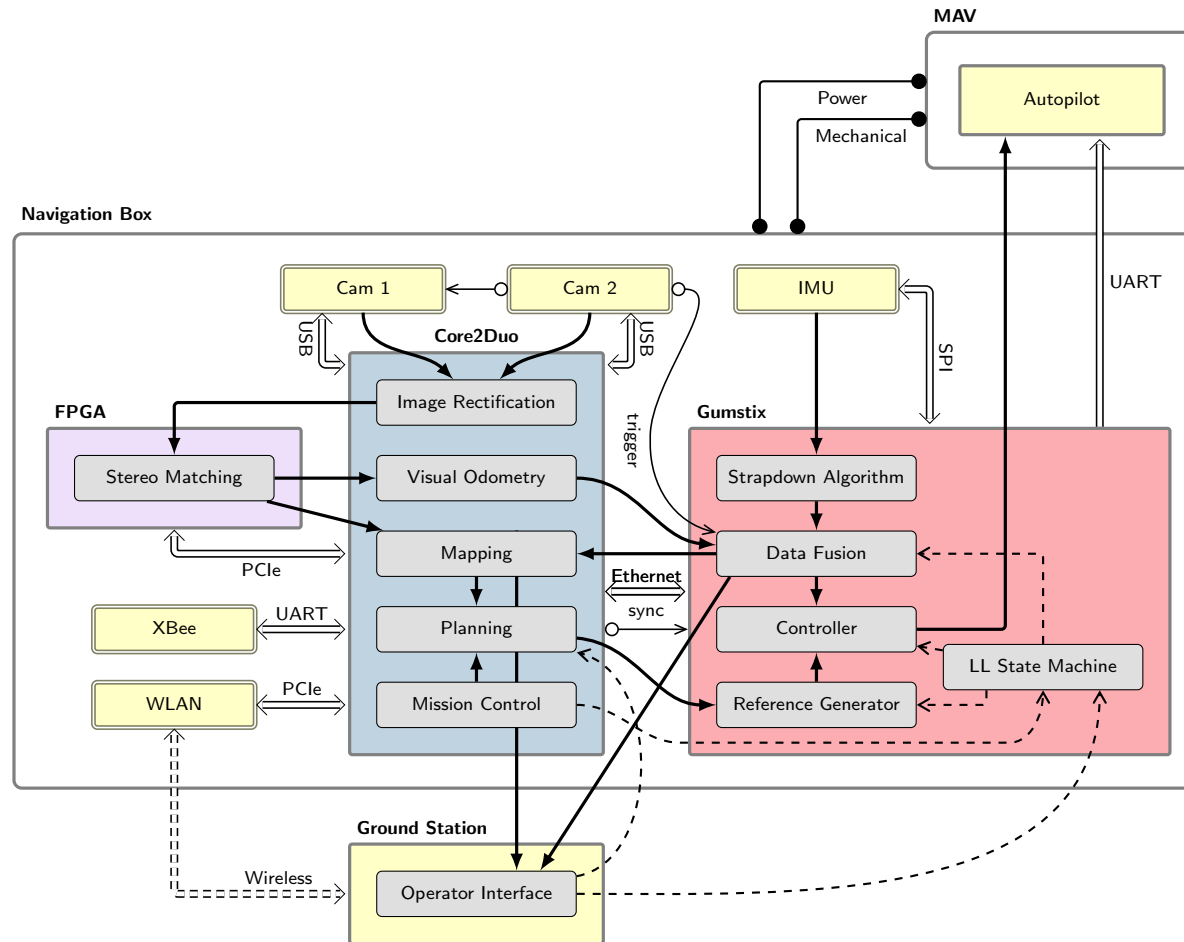 MAV
Autopilot
Power
Mechanical
Navigation Box
UART
Cam 1
Cam 2
IMU
USB
USB
SPI
Core2Duo
Image Rectification
FPGA
Gumstix
trigger
Stereo Matching
Visual Odometry
Strapdown Algorithm
Mapping
Data Fusion
PCIe
Ethernet
sync
XBee
UART
Planning
Controller
LL State Machine
WLAN
PCIe
Mission Control
Reference Generator
Ground Station
Wireless
Operator Interface